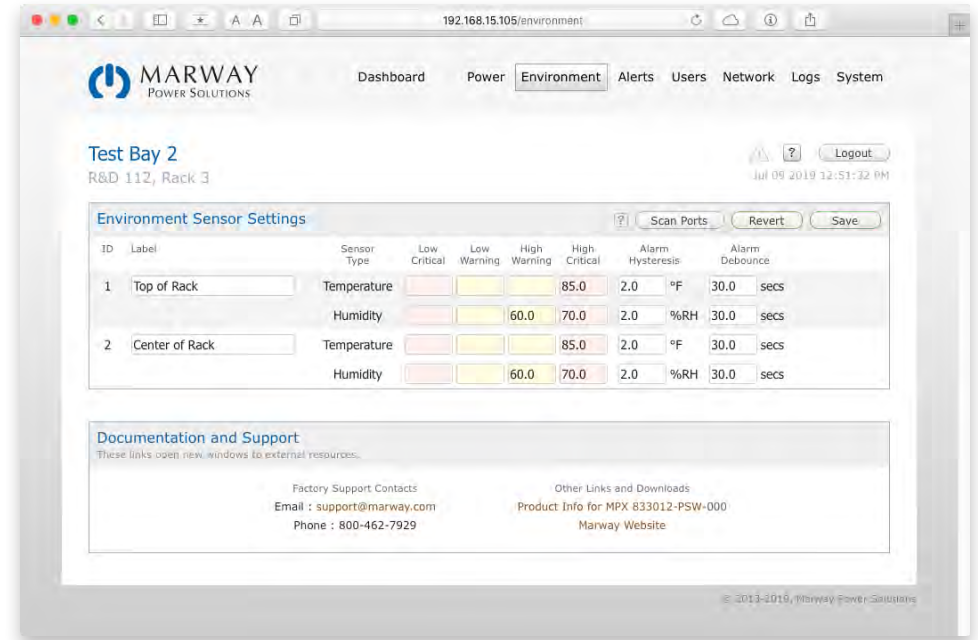 A A
192.168.15.105/environment
MARWAY
POWER SOLUTIONS
Dashboard Power Environment Alerts Users Network Logs System
Test Bay 2
? Logout
R&D 112, Rack 3
Jul 09 2019 12:51:32 PM
Environment Sensor Settings
? Scan Ports Revert Save
ID Label Sensor Type Low Critical Low Warning High Warning High Critical Alarm Hysteresis Alarm Debounce
1 Top of Rack Temperature 85.0 2.0 °F 30.0 secs
Humidity 60.0 70.0 2.0 %RH 30.0 secs
2 Center of Rack Temperature 85.0 2.0 °F 30.0 secs
Humidity 60.0 70.0 2.0 %RH 30.0 secs
Documentation and Support
These links open new windows to external resources.
Factory Support Contacts Other Links and Downloads
Email : support@marway.com Product Info for MPX 833012-PSW-000
Phone : 800-462-7929 Marway Website
© 2013-2019, Marway Power Solutions